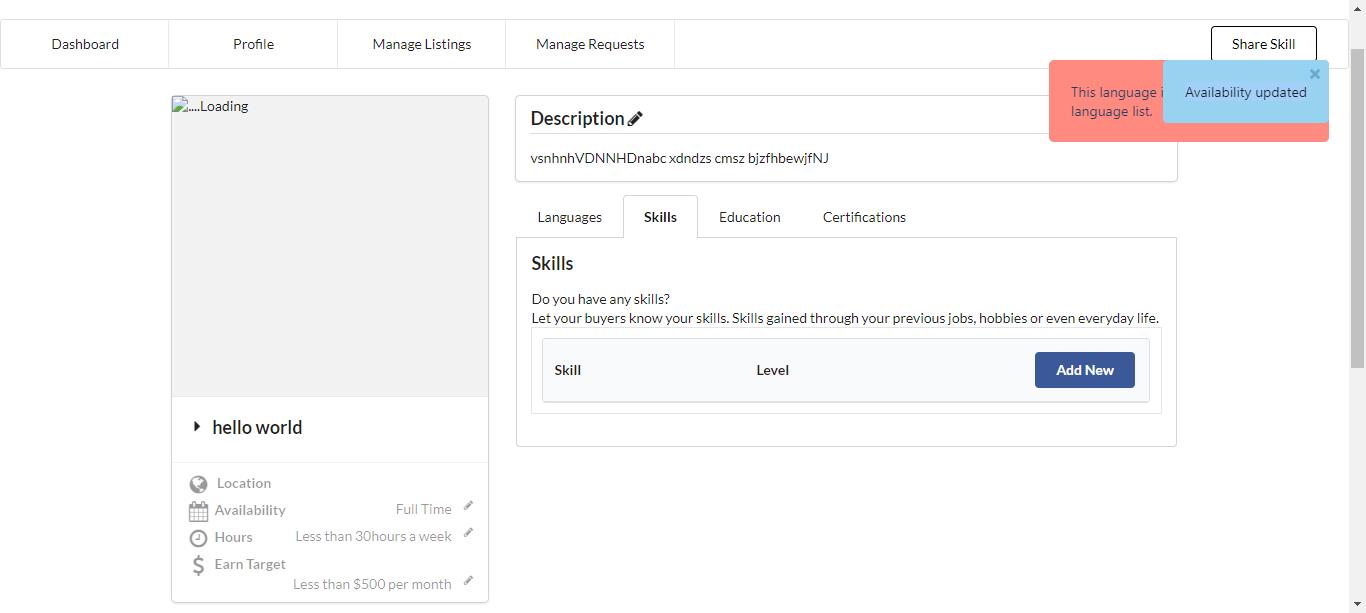 Dashboard
Profile
Manage Listings
Manage Requests
Share Skill
This language i
language list.
Availability updated
×
....Loading
Description
vsnhnhVDNNHDnabc xdndzs cmsz bjzfhbewjfNJ
Languages
Skills
Education
Certifications
Skills
Do you have any skills?
Let your buyers know your skills. Skills gained through your previous jobs, hobbies or even everyday life.
Skill
Level
Add New
hello world
Location
Availability
Full Time
Hours
Less than 30hours a week
Earn Target
Less than $500 per month